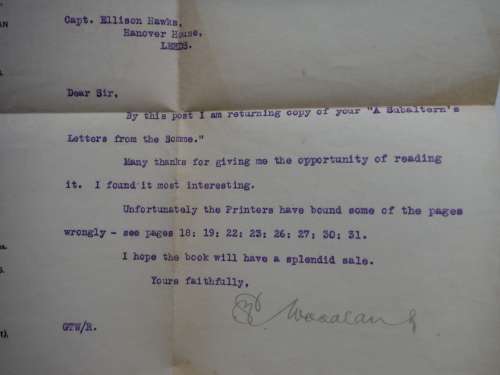 Capt. Ellison Hawks,
Hanover House,
LEEDS.
Dear Sir,
By this post I am returning copy of your "A Subaltern's
Letters from the Somme."
Many thanks for giving me the opportunity of reading
it. I found it most interesting.
Unfortunately the Printers have bound some of the pages
wrongly - see pages 18; 19; 22; 23; 26; 27; 30; 31.
I hope the book will have a splendid sale.
Yours faithfully,
GTW/R.